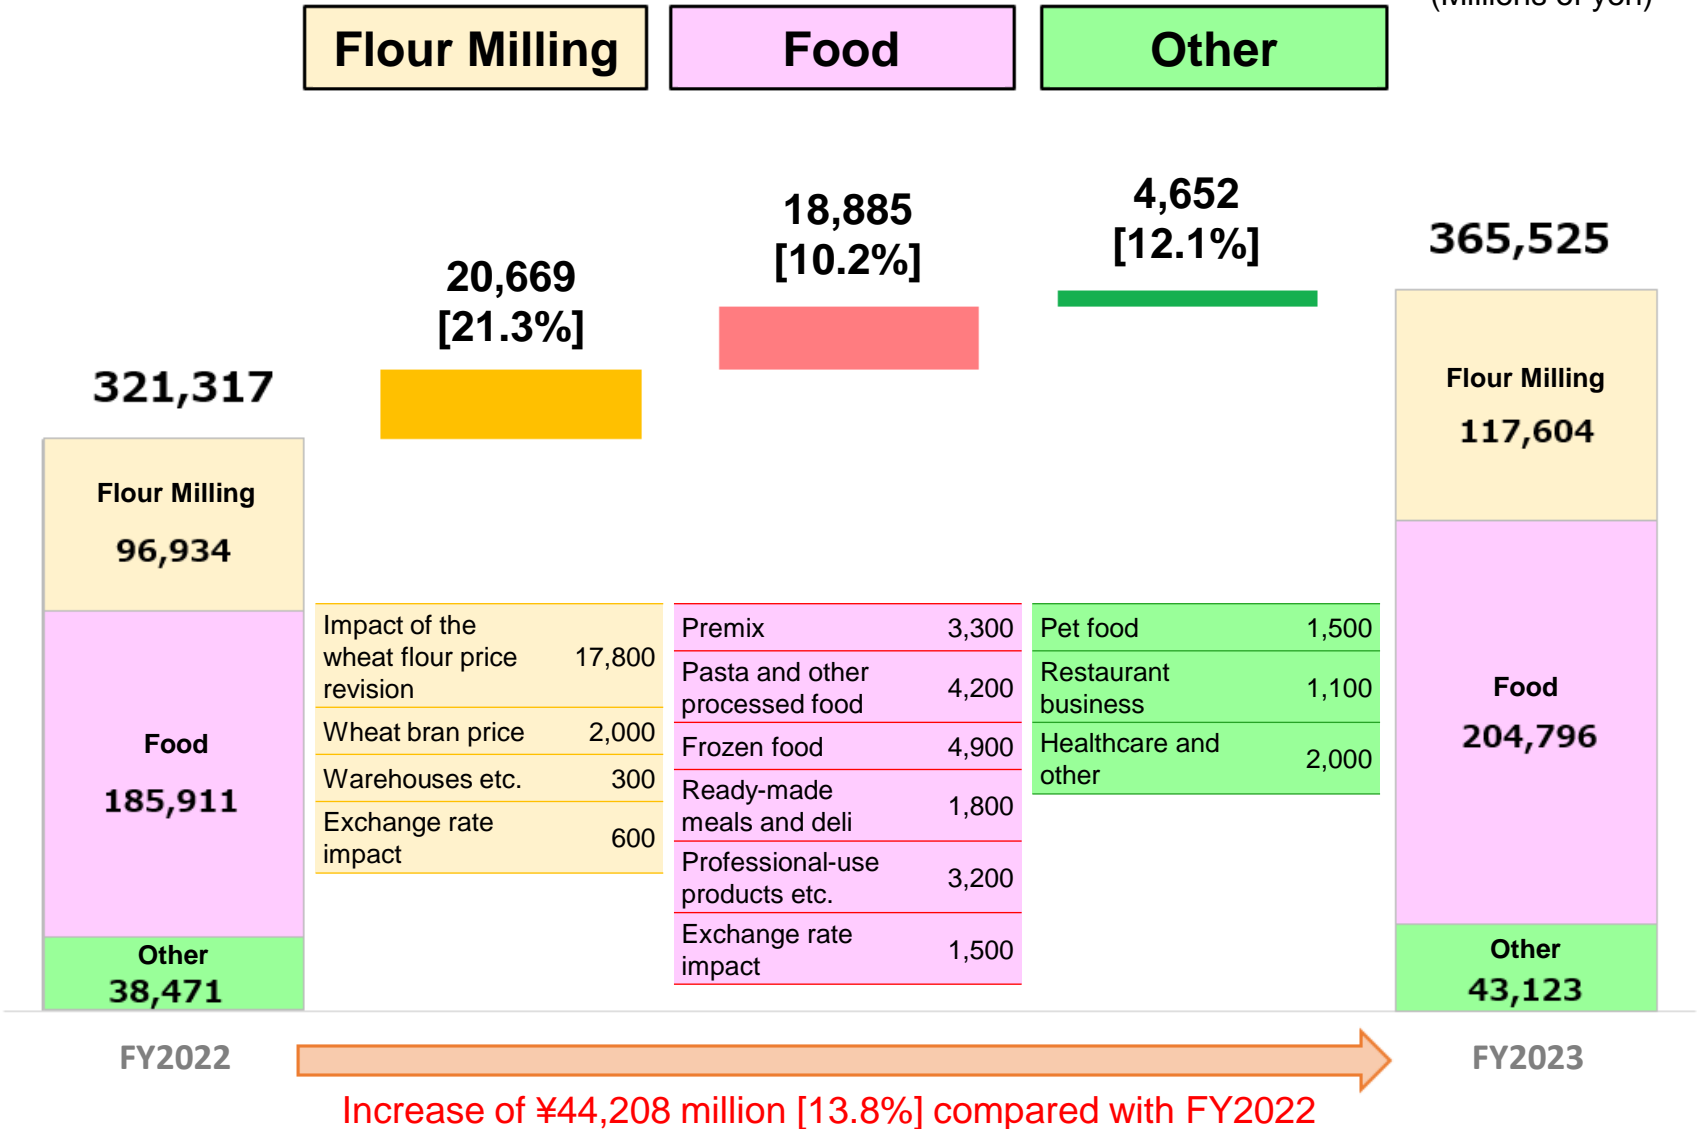 (Millions of yen)
Flour Milling
Food
Other
20,669
[21.3%]
18,885
[10.2%]
4,652
[12.1%]
321,317
365,525
Flour Milling
96,934
Food
185,911
Other
38,471
Impact of the
wheat flour price
revision
17,800
Wheat bran price 2,000
Warehouses etc. 300
Exchange rate
impact
600
Premix 3,300
Pasta and other
processed food
4,200
Frozen food 4,900
Ready-made
meals and deli
1,800
Professional-use
products etc.
3,200
Exchange rate
impact
1,500
Pet food 1,500
Restaurant
business
1,100
Healthcare and
other
2,000
Flour Milling
117,604
Food
204,796
Other
43,123
FY2022
FY2023
Increase of ¥44,208 million [13.8%] compared with FY2022